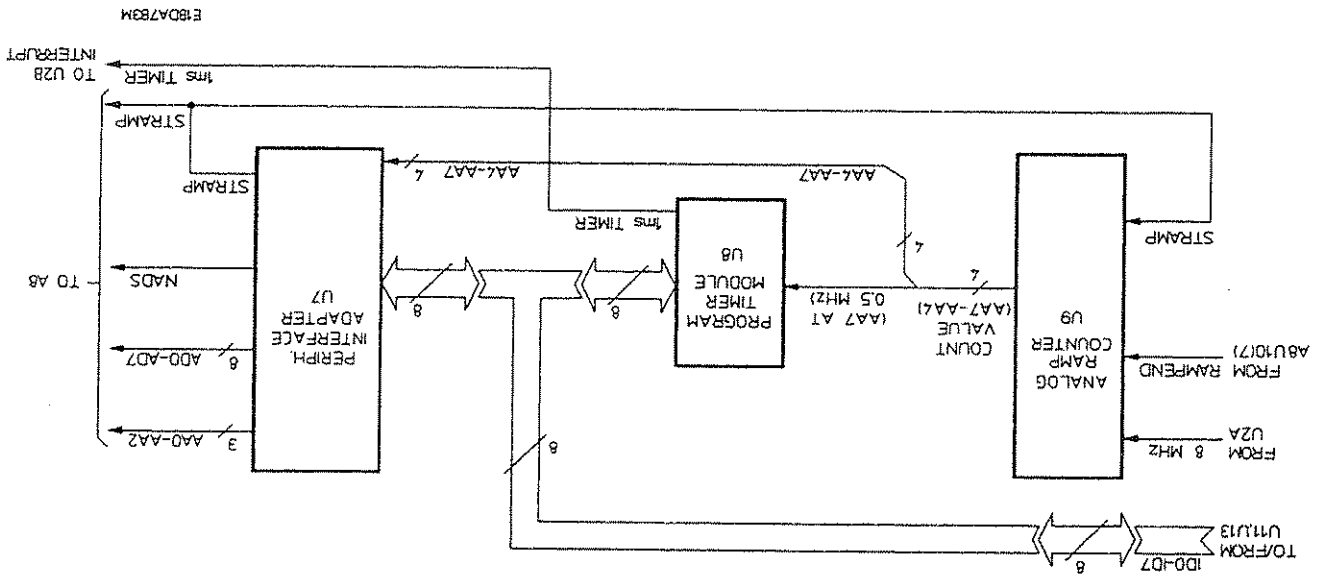 TO/FROM
U11,U13
ID0-ID7
8
8
FROM
U2A
8 MHz
FROM
A8U10(7)
RAMPEND
STRAMP
ANALOG
RAMP
COUNTER
U9
COUNT
VALUE
(AA7-AA4)
4
4
(AA7 AT
0.5 MHz)
AA4-AA7
PROGRAM
TIMER
MODULE
U8
8
8
1ms TIMER
AA4-AA7
4
PERIPH.
INTERFACE
ADAPTER
U7
AA0-AA2
3
AD0-AD7
8
NADS
STRAMP
STRAMP
TO A8
1ms TIMER
TO U28
INTERRUPT
E18DA7B3M